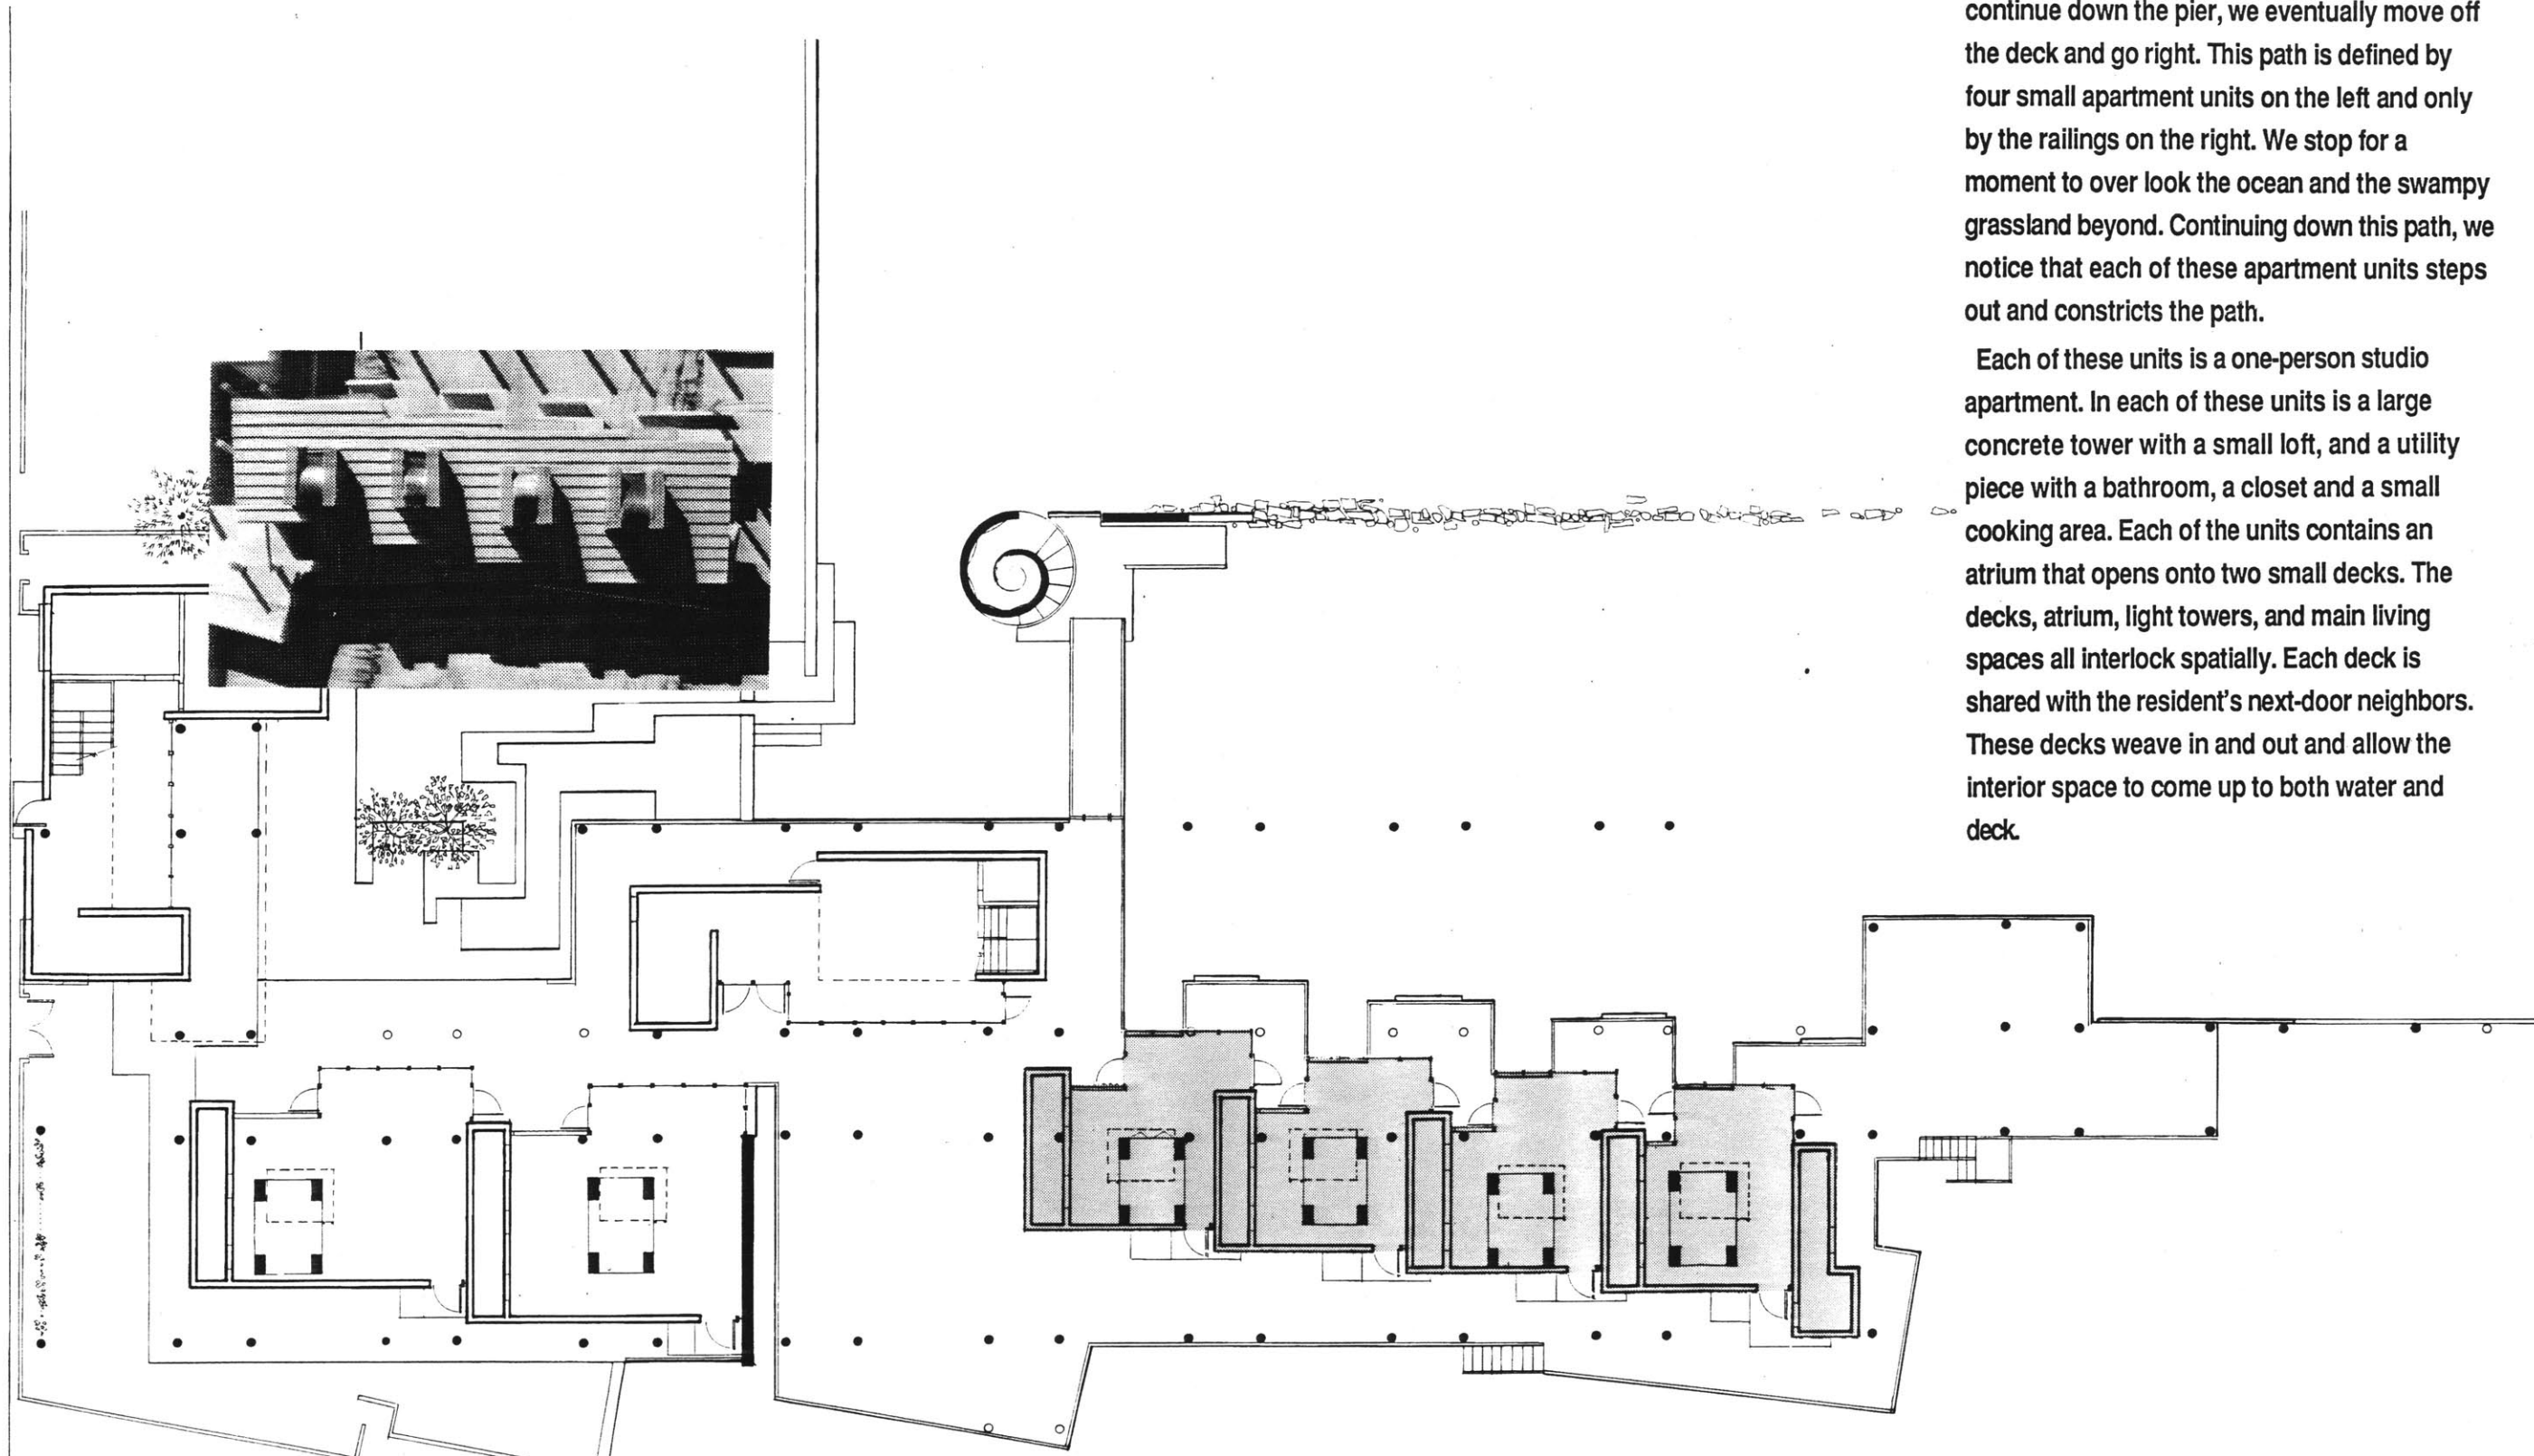 continue down the pier, we eventually move off
the deck and go right. This path is defined by
four small apartment units on the left and only
by the railings on the right. We stop for a
moment to over look the ocean and the swampy
grassland beyond. Continuing down this path, we
notice that each of these apartment units steps
out and constricts the path.
Each of these units is a one-person studio
apartment. In each of these units is a large
concrete tower with a small loft, and a utility
piece with a bathroom, a closet and a small
cooking area. Each of the units contains an
atrium that opens onto two small decks. The
decks, atrium, light towers, and main living
spaces all interlock spatially. Each deck is
shared with the resident's next-door neighbors.
These decks weave in and out and allow the
interior space to come up to both water and
deck.